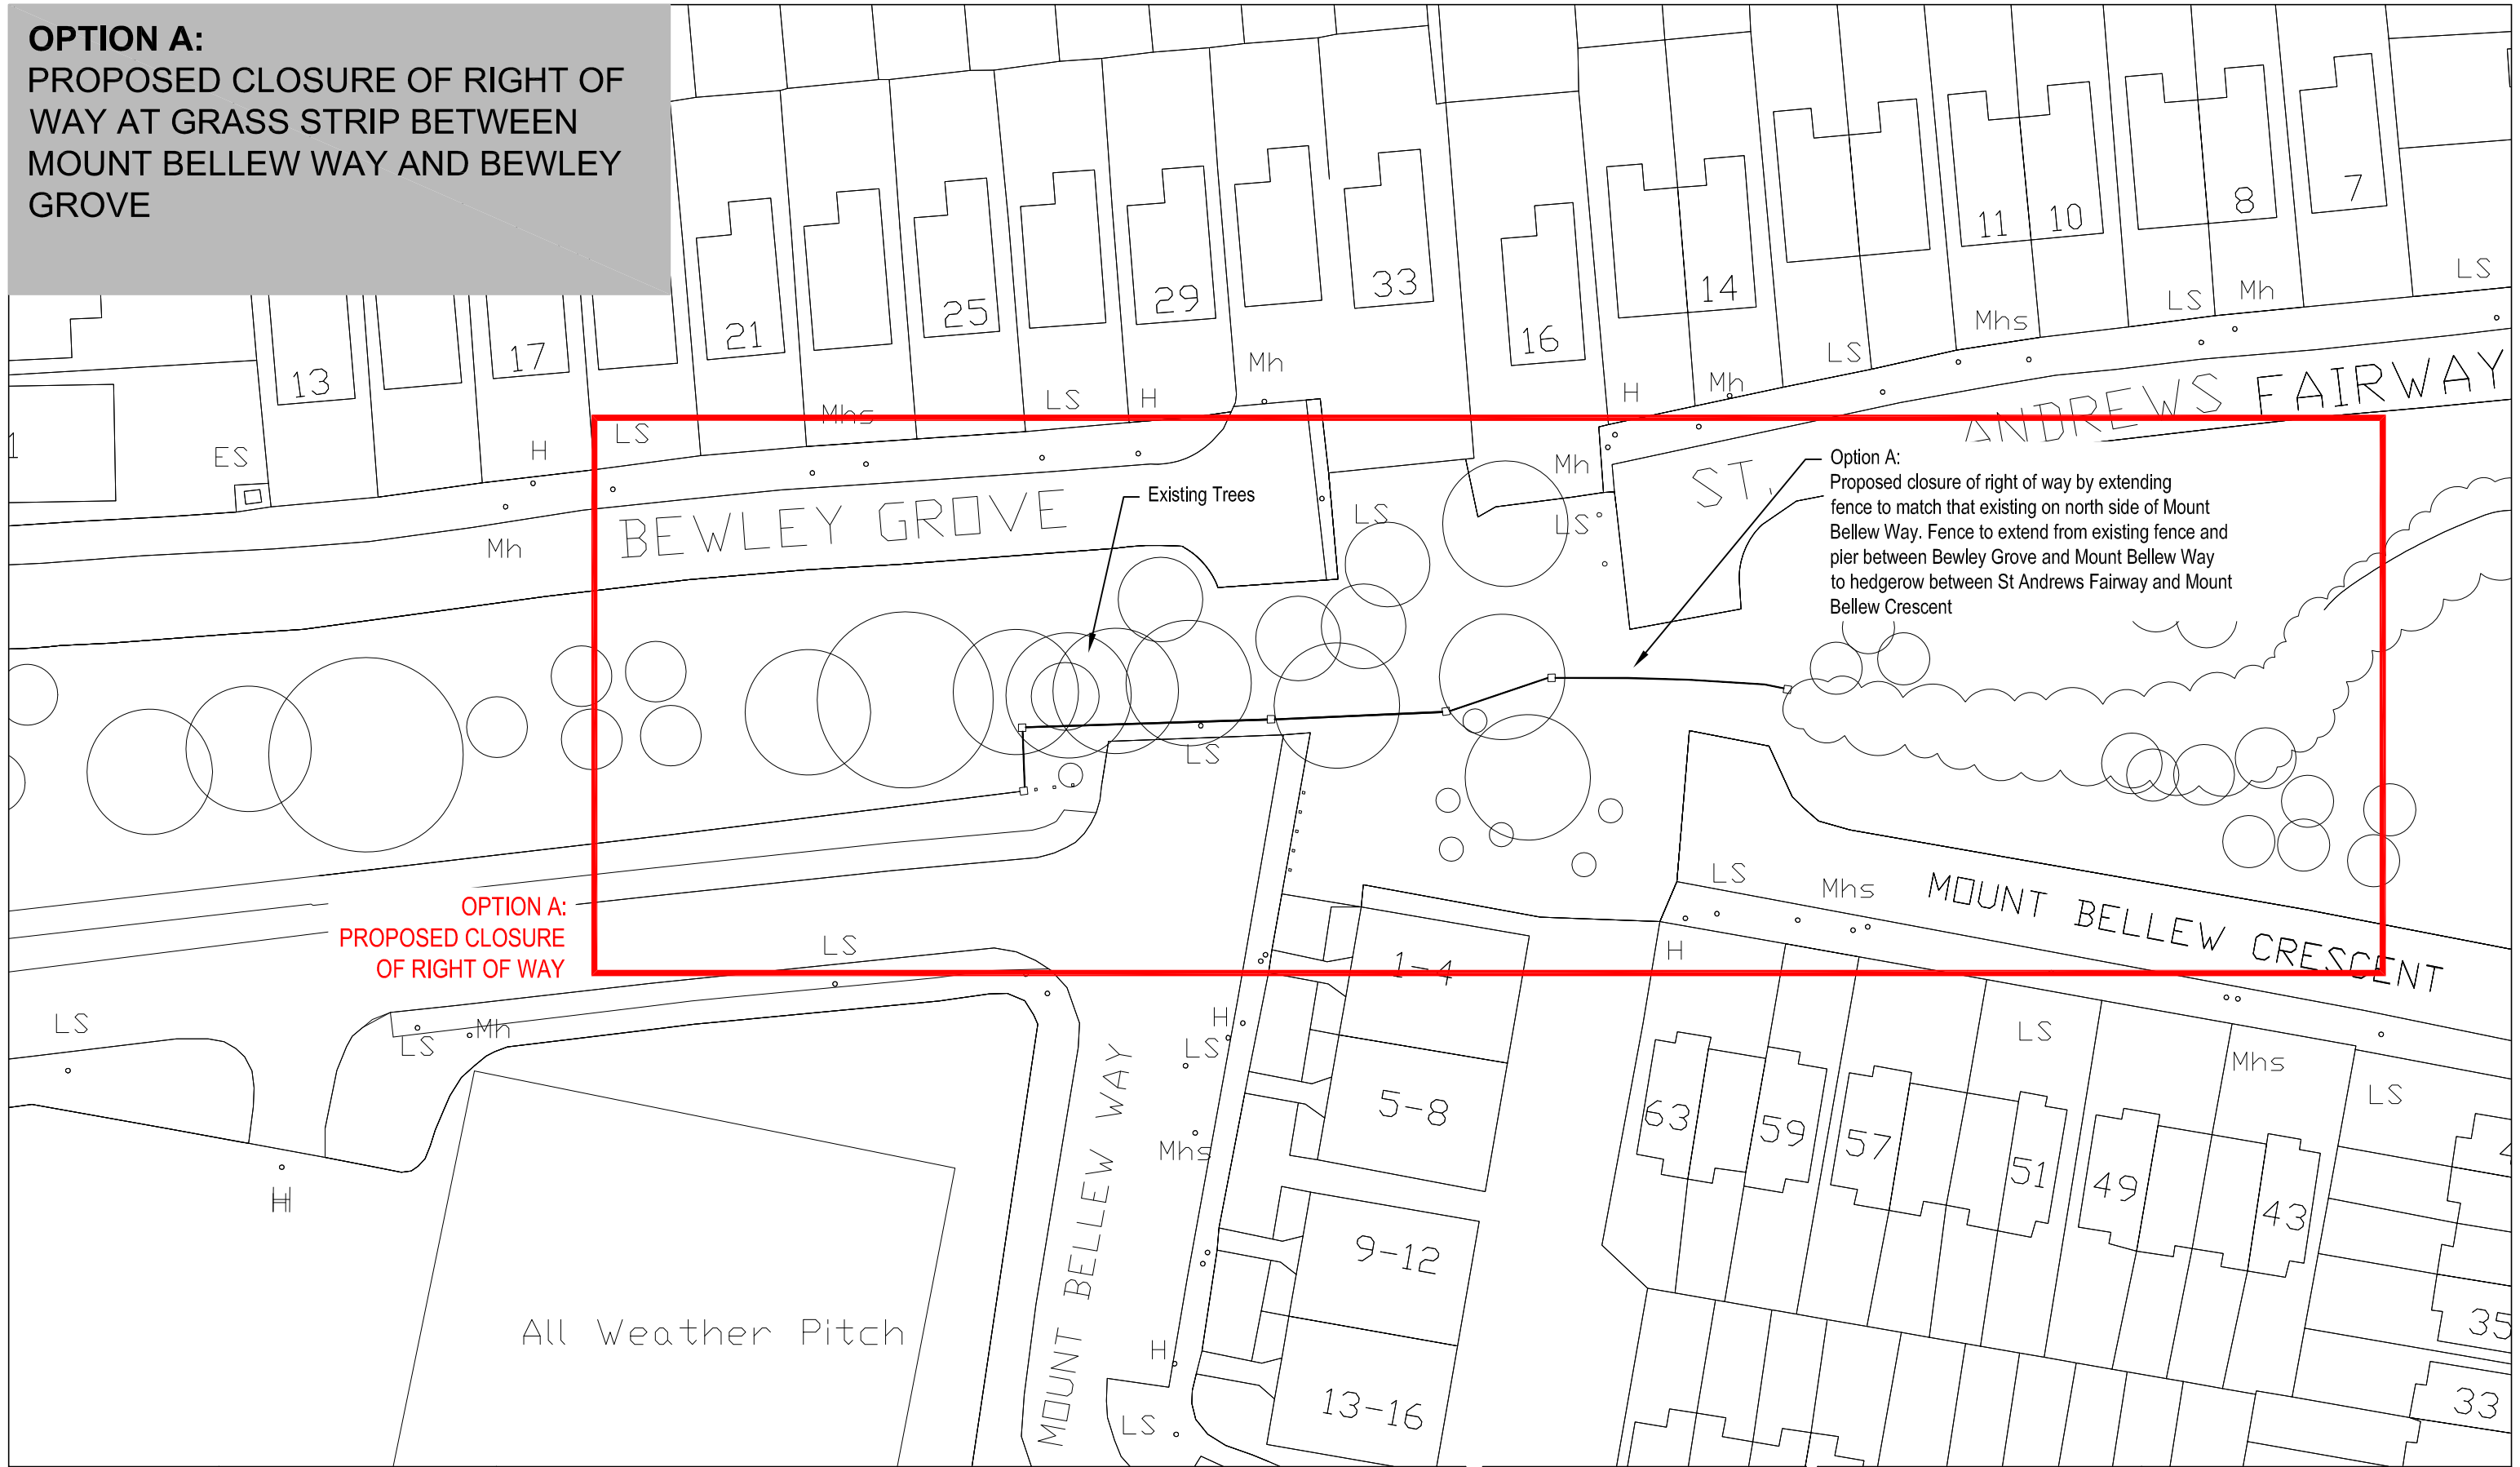 OPTION A:
PROPOSED CLOSURE OF RIGHT OF
WAY AT GRASS STRIP BETWEEN
MOUNT BELLEW WAY AND BEWLEY
GROVE
7
8
10
11
14
16
33
29
25
21
17
13
1
LS
Mh
LS
Mhs
LS
Mh
H
Mh
H
LS
Mhs
LS
H
ES
Mh
ST. ANDREWS FAIRWAY
BEWLEY GROVE
Existing Trees
Mh
LS
LS
Option A:
Proposed closure of right of way by extending
fence to match that existing on north side of Mount
Bellew Way. Fence to extend from existing fence and
pier between Bewley Grove and Mount Bellew Way
to hedgerow between St Andrews Fairway and Mount
Bellew Crescent
LS
OPTION A:
PROPOSED CLOSURE
OF RIGHT OF WAY
LS
LS
Mhs
MOUNT BELLEW CRESCENT
H
1-4
LS
LS
Mh
H
LS
LS
Mhs
LS
5-8
63
59
57
51
49
43
H
Mhs
MOUNT BELLEW WAY
9-12
All Weather Pitch
H
13-16
LS
35
33